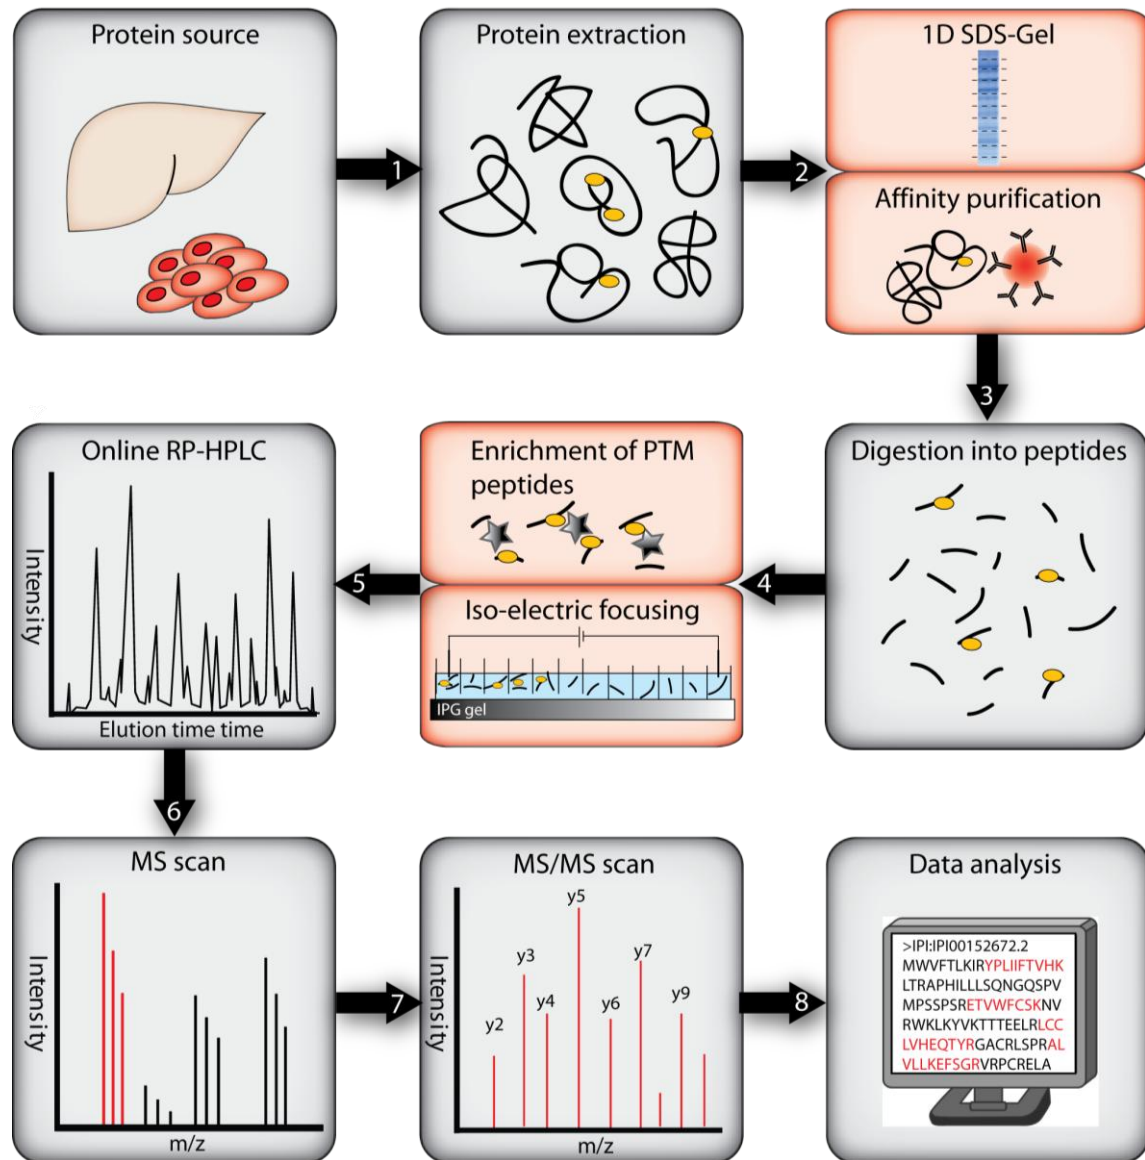 Protein source
Protein extraction
1D SDS-Gel
1
2
Affinity purification
3
Online RP-HPLC
Intensity
Elution time time
Enrichment of PTM
peptides
5
4
Iso-electric focusing
IPG gel
Digestion into peptides
6
MS scan
Intensity
m/z
7
MS/MS scan
Intensity
y2
y3
y4
y5
y6
y7
y9
m/z
8
Data analysis
>IPI:IPI00152672.2
MWVFTLKIRYPLIIFTVHK
LTRAPHILLLSQNGQSPV
MPSSPSRETVWFCSKNV
RWKLKYVKTTTEELRLCC
LVHEQTYRGACRLSPRAL
VLLKEFSGRVRPCRELA